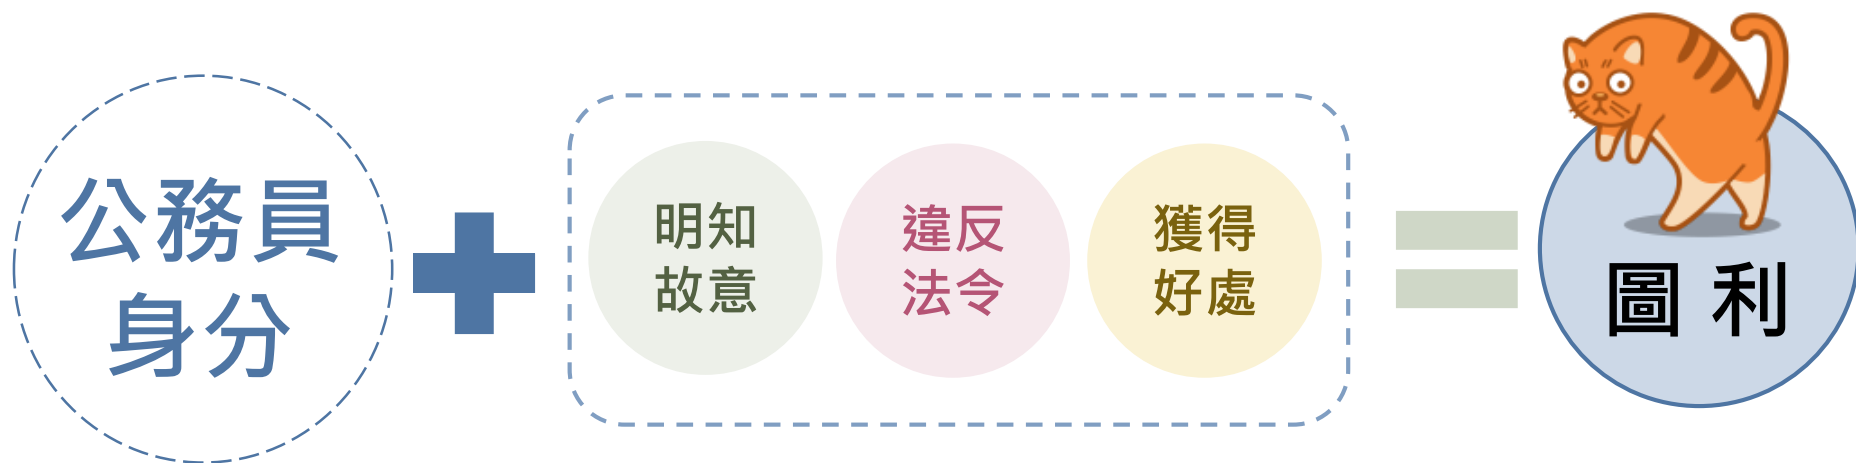 公務員
身分
明知
故意
違反
法令
獲得
好處
圖利